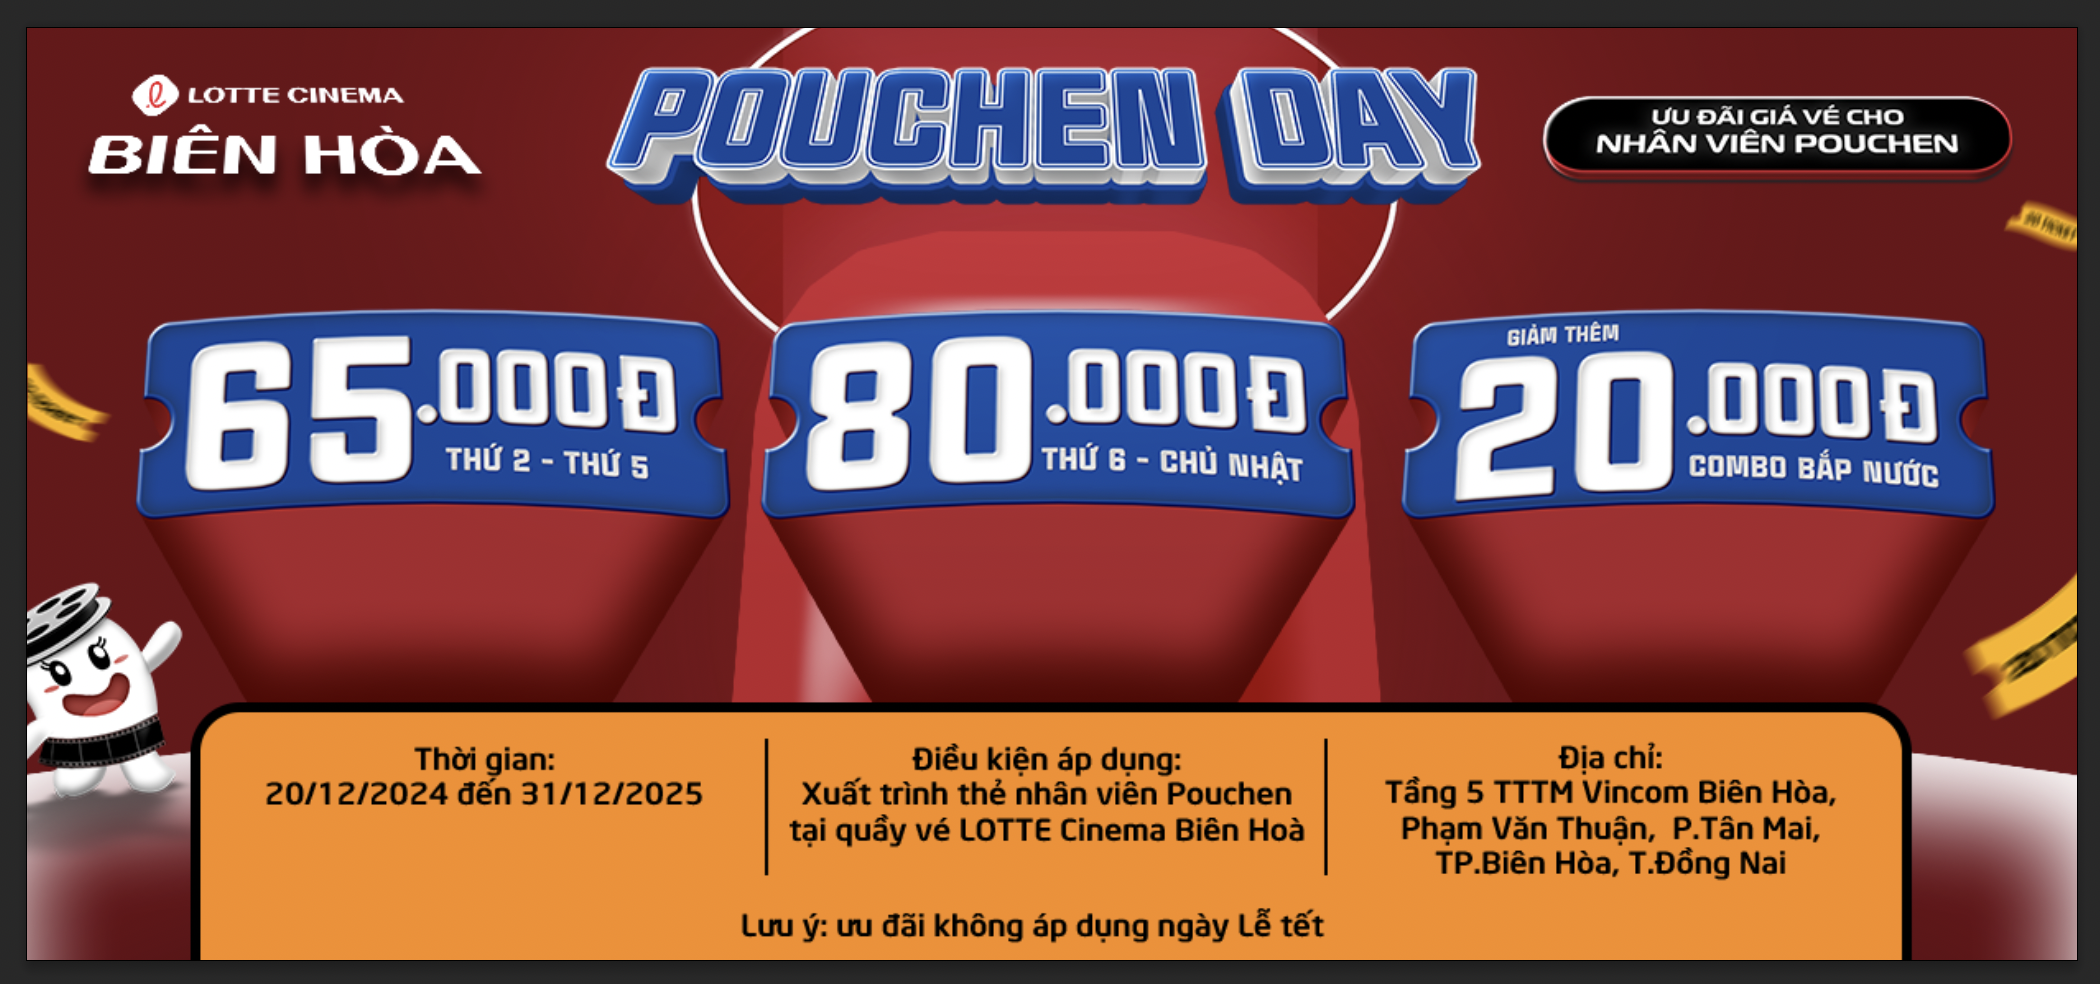 LOTTE CINEMA
BIÊN HÒA
POUCHEN DAY
ƯU ĐÃI GIÁ VÉ CHO
NHÂN VIÊN POUCHEN
65.000Đ
THỨ 2 - THỨ 5
80.000Đ
THỨ 6 - CHỦ NHẬT
GIẢM THÊM
20.000Đ
COMBO BẮP NƯỚC
Thời gian:
20/12/2024 đến 31/12/2025
Điều kiện áp dụng:
Xuất trình thẻ nhân viên Pouchen
tại quầy vé LOTTE Cinema Biên Hoà
Địa chỉ:
Tầng 5 TTTM Vincom Biên Hòa,
Phạm Văn Thuận, P.Tân Mai,
TP.Biên Hòa, T.Đồng Nai
Lưu ý: ưu đãi không áp dụng ngày Lễ tết